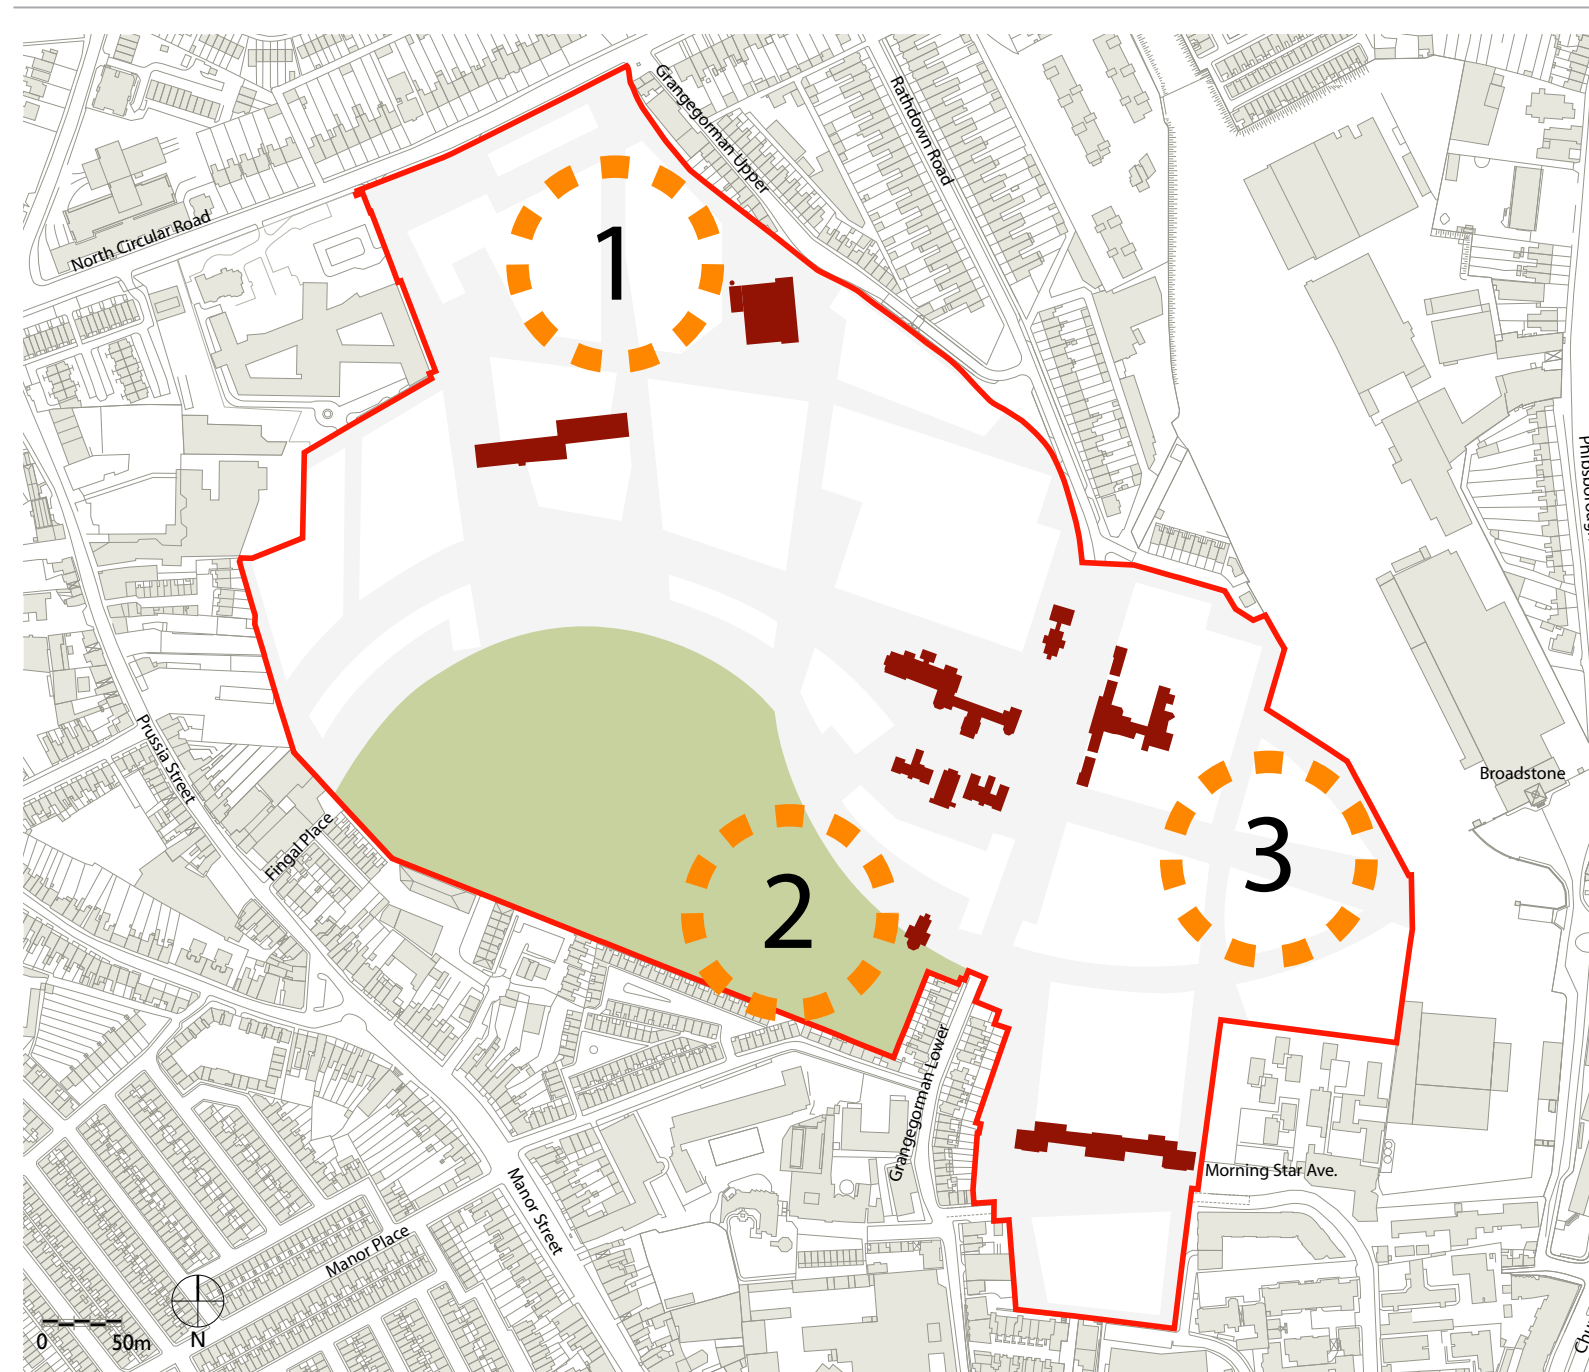 Grangegorman Upper
Rathdown Road
North Circular Road
1
Prussia Street
Fingal Place
2
3
Broadstone
Grangegorman Lower
Morning Star Ave.
Manor Street
Manor Place
0
50m
N